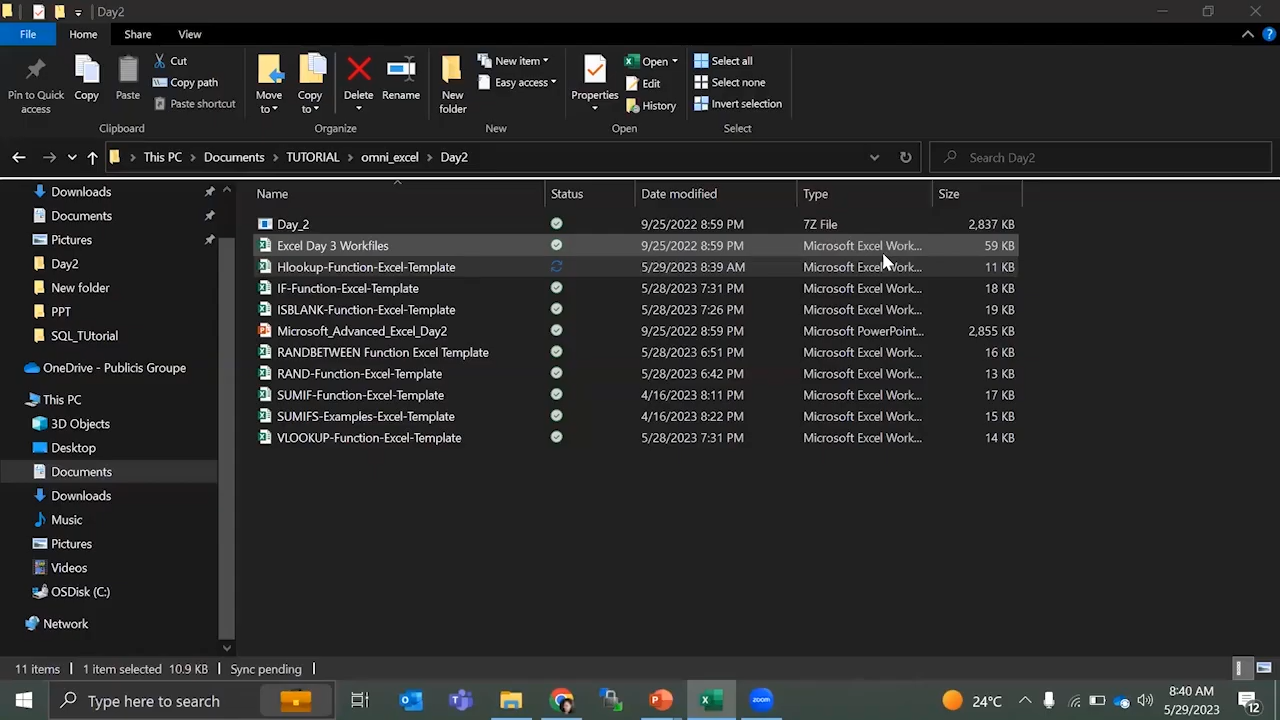 Day2
File Home Share View
Pin to Quick access
Copy
Paste
Cut
Copy path
Paste shortcut
Clipboard
Move to
Copy to
Delete
Rename
Organize
New folder
New item
Easy access
New
Properties
Open
Edit
History
Open
Select all
Select none
Invert selection
Select
This PC > Documents > TUTORIAL > omni_excel > Day2
Search Day2
Downloads
Documents
Pictures
Day2
New folder
PPT
SQL_TUtorial
OneDrive - Publicis Groupe
This PC
3D Objects
Desktop
Documents
Downloads
Music
Pictures
Videos
OSDisk (C:)
Network
Name Status Date modified Type Size
Day_2 9/25/2022 8:59 PM 7Z File 2,837 KB
Excel Day 3 Workfiles 9/25/2022 8:59 PM Microsoft Excel Work... 59 KB
Hlookup-Function-Excel-Template 5/29/2023 8:39 AM Microsoft Excel Work... 11 KB
IF-Function-Excel-Template 5/28/2023 7:31 PM Microsoft Excel Work... 18 KB
ISBLANK-Function-Excel-Template 5/28/2023 7:26 PM Microsoft Excel Work... 19 KB
Microsoft_Advanced_Excel_Day2 9/25/2022 8:59 PM Microsoft PowerPoint... 2,855 KB
RANDBETWEEN Function Excel Template 5/28/2023 6:51 PM Microsoft Excel Work... 16 KB
RAND-Function-Excel-Template 5/28/2023 6:42 PM Microsoft Excel Work... 13 KB
SUMIF-Function-Excel-Template 4/16/2023 8:11 PM Microsoft Excel Work... 17 KB
SUMIFS-Examples-Excel-Template 4/16/2023 8:22 PM Microsoft Excel Work... 15 KB
VLOOKUP-Function-Excel-Template 5/28/2023 7:31 PM Microsoft Excel Work... 14 KB
11 items 1 item selected 10.9 KB Sync pending
Type here to search
zoom
24°C
8:40 AM
5/29/2023
12